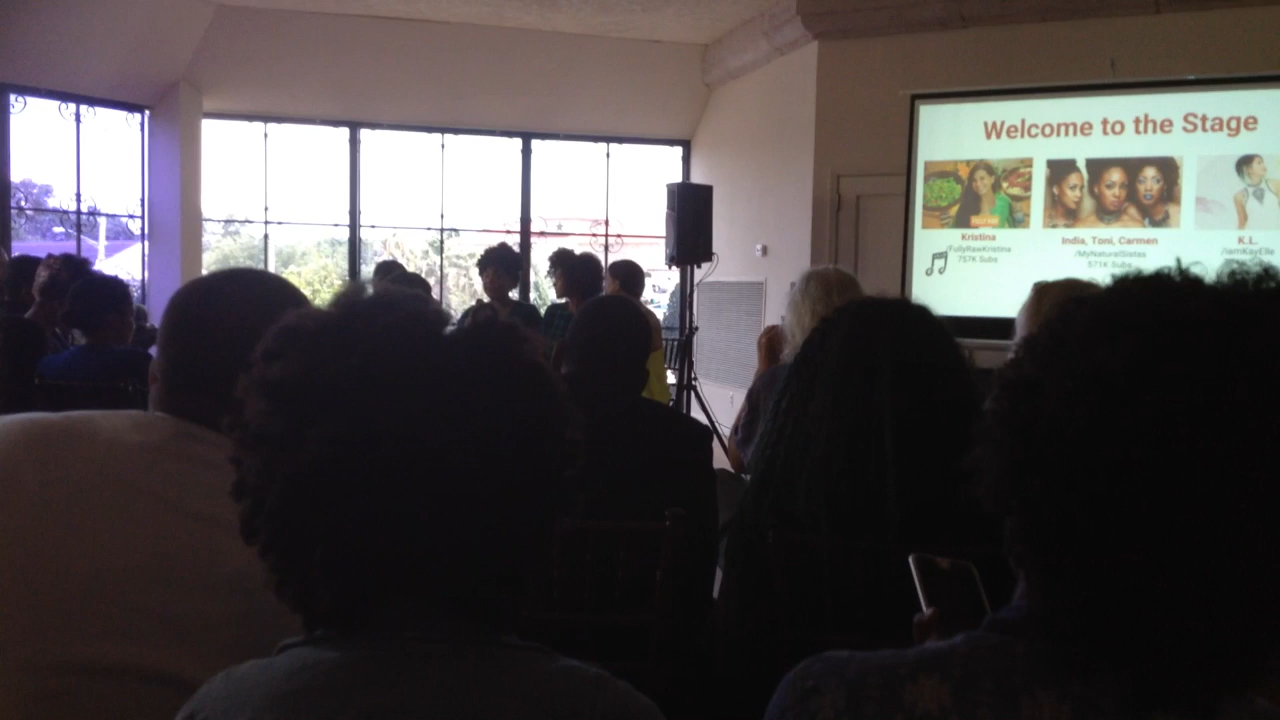 Welcome to the Stage
Kristina
/FullyRawKristina
757K Subs
India, Toni, Carmen
/MyNaturalSistas
571K Subs
K.L.
/IamKayElle